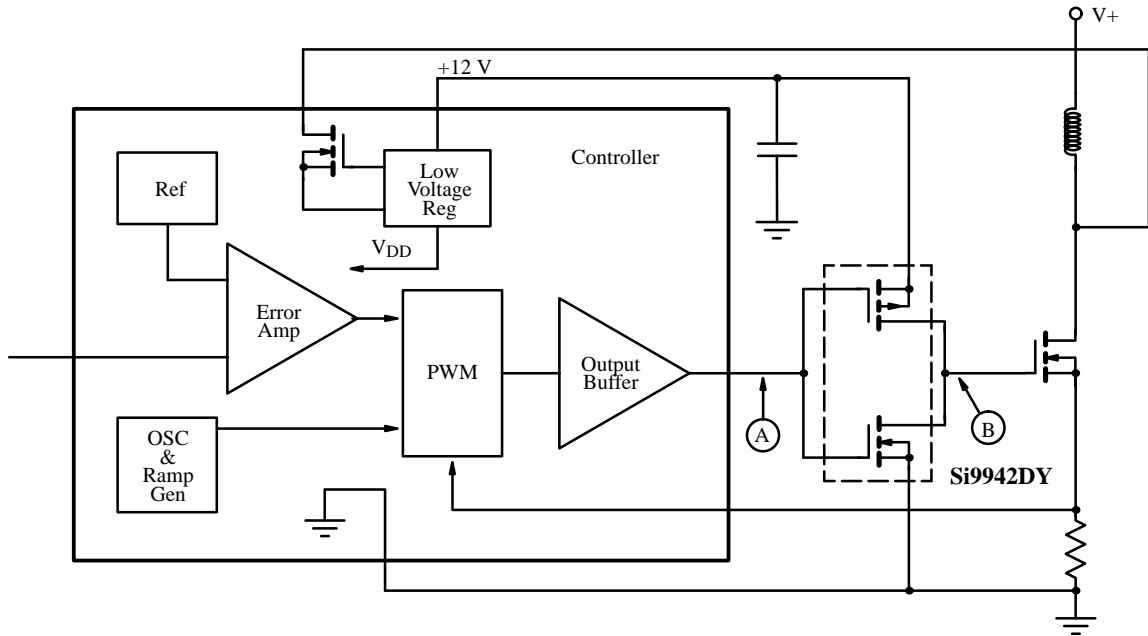 V+
+12 V
Controller
Ref
Low
Voltage
Reg
VDD
Error
Amp
PWM
Output
Buffer
A
B
OSC
&
Ramp
Gen
Si9942DY